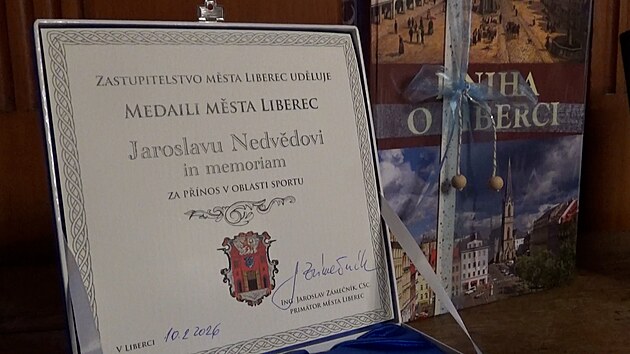 ZASTUPITELSTVO MĚSTA LIBEREC UDĚLUJE
MEDAILI MĚSTA LIBEREC
Jaroslavu Nedvědovi
in memoriam
ZA PŘÍNOS V OBLASTI SPORTU
J Zámečník
ING. JAROSLAV ZÁMEČNÍK, CSC.
PRIMÁTOR MĚSTA LIBEREC
V LIBERCI 10.2.2026
KNIHA
O LIBERCI